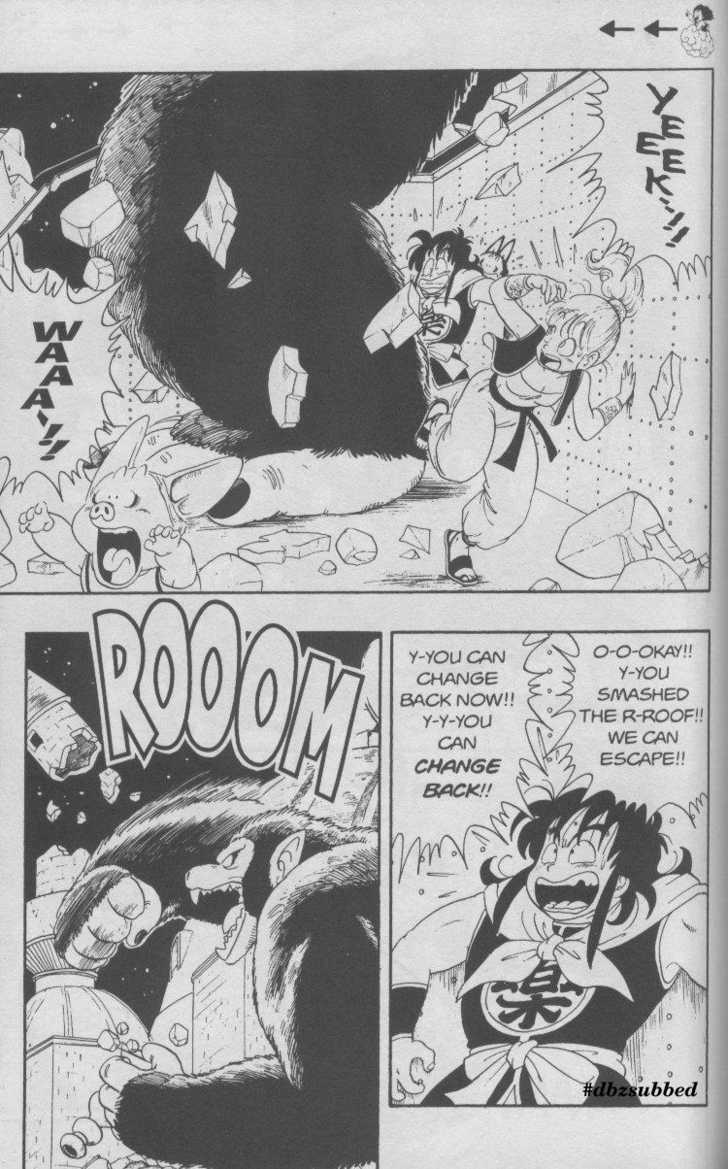 YEEEK!!
WAAA!!
O-O-OKAY!!
Y-YOU
SMASHED
THE R-ROOF!!
WE CAN
ESCAPE!!
Y-YOU CAN
CHANGE
BACK NOW!!
Y-Y-YOU
CAN
CHANGE
BACK!!
ROOOM
#dbzsubbed